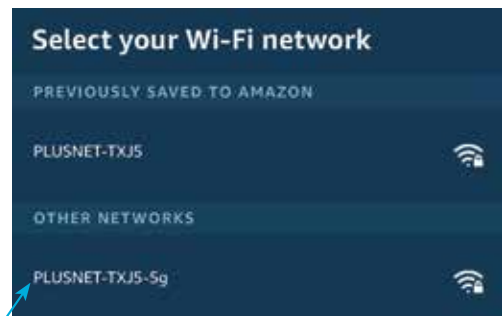 Select your Wi-Fi network
PREVIOUSLY SAVED TO AMAZON
PLUSNET-TXJ5
OTHER NETWORKS
PLUSNET-TXJ5-5g